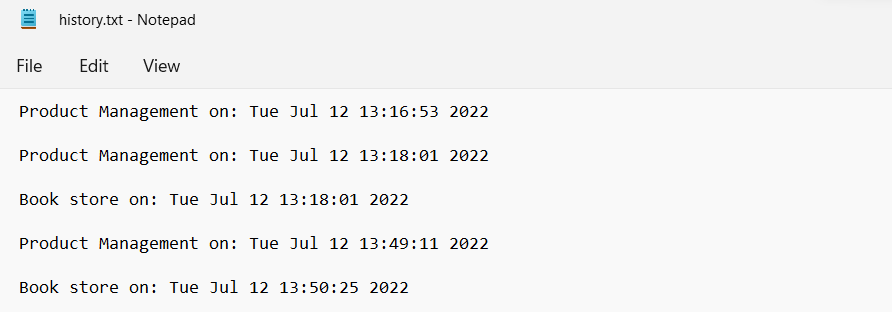 history.txt - Notepad
File Edit View
Product Management on: Tue Jul 12 13:16:53 2022
Product Management on: Tue Jul 12 13:18:01 2022
Book store on: Tue Jul 12 13:18:01 2022
Product Management on: Tue Jul 12 13:49:11 2022
Book store on: Tue Jul 12 13:50:25 2022